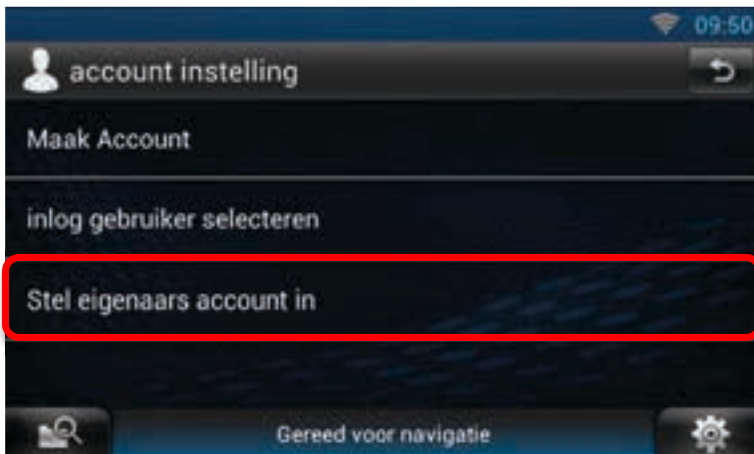 09:50
account instelling
Maak Account
inlog gebruiker selecteren
Stel eigenaars account in
Gereed voor navigatie